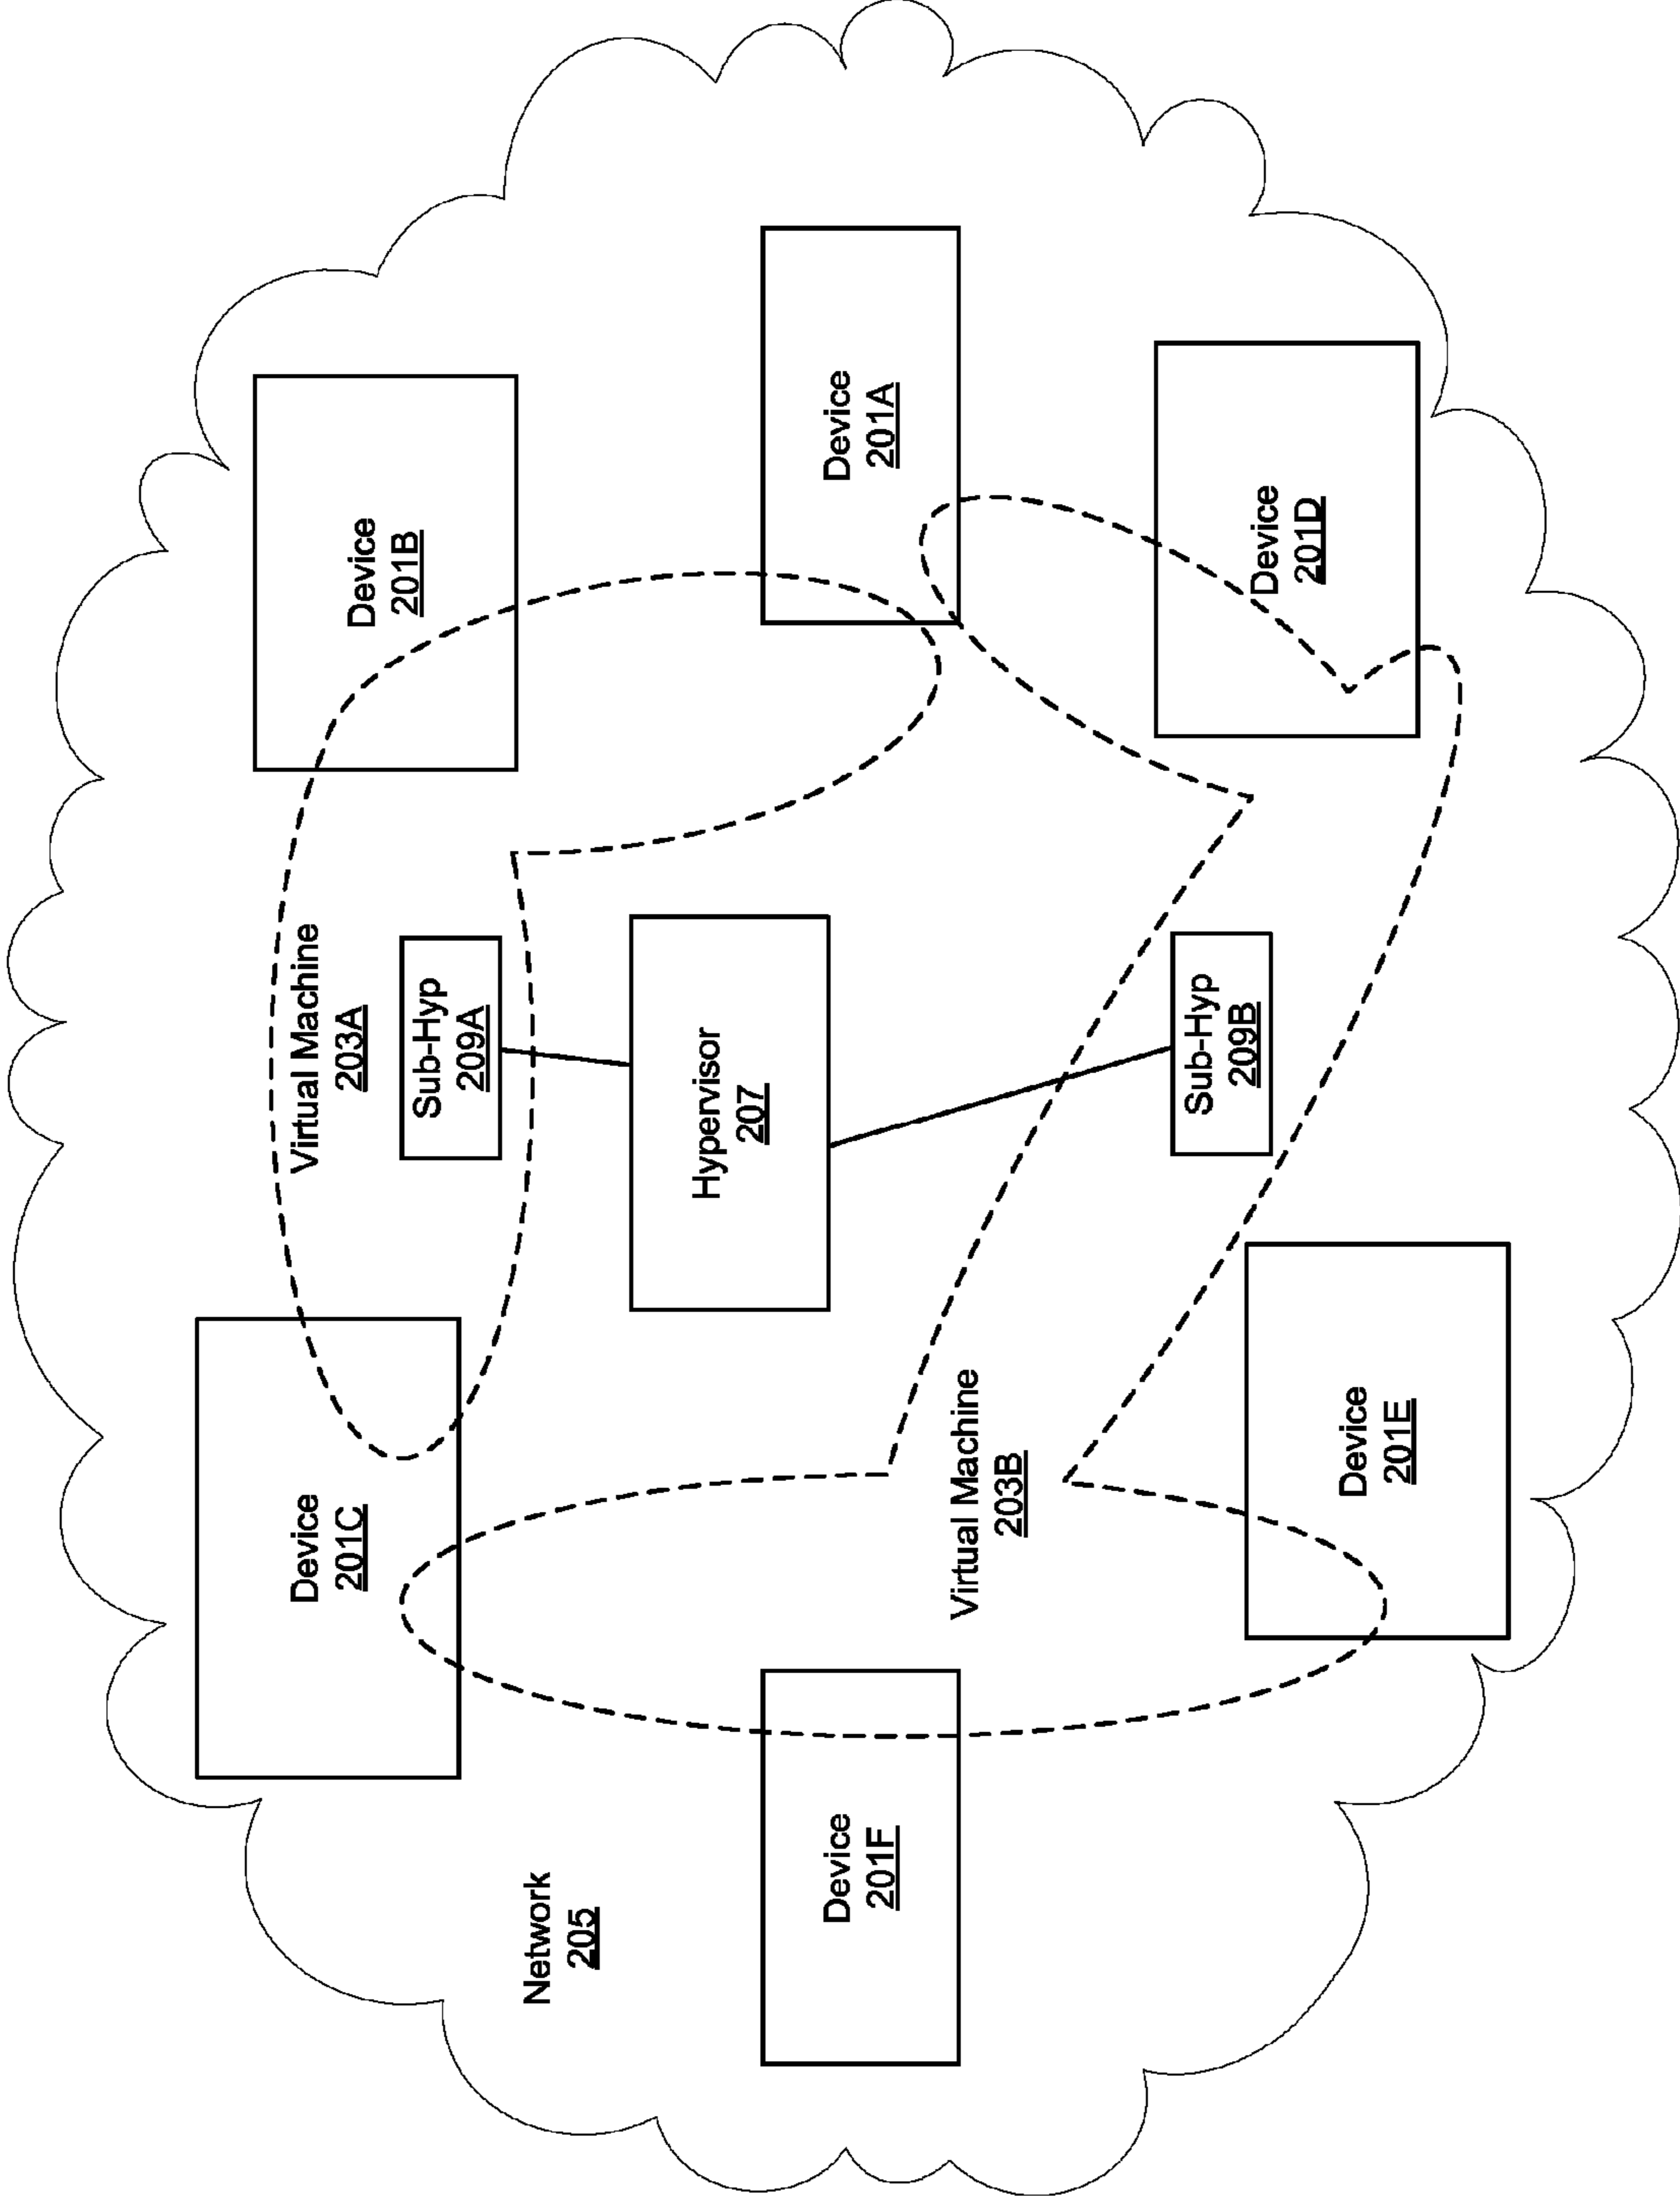 Network
205
Device
201C
Virtual Machine
203A
Device
201B
Sub-Hyp
209A
Hypervisor
207
Device
201F
Device
201A
Virtual Machine
203B
Sub-Hyp
209B
Device
201E
Device
201D